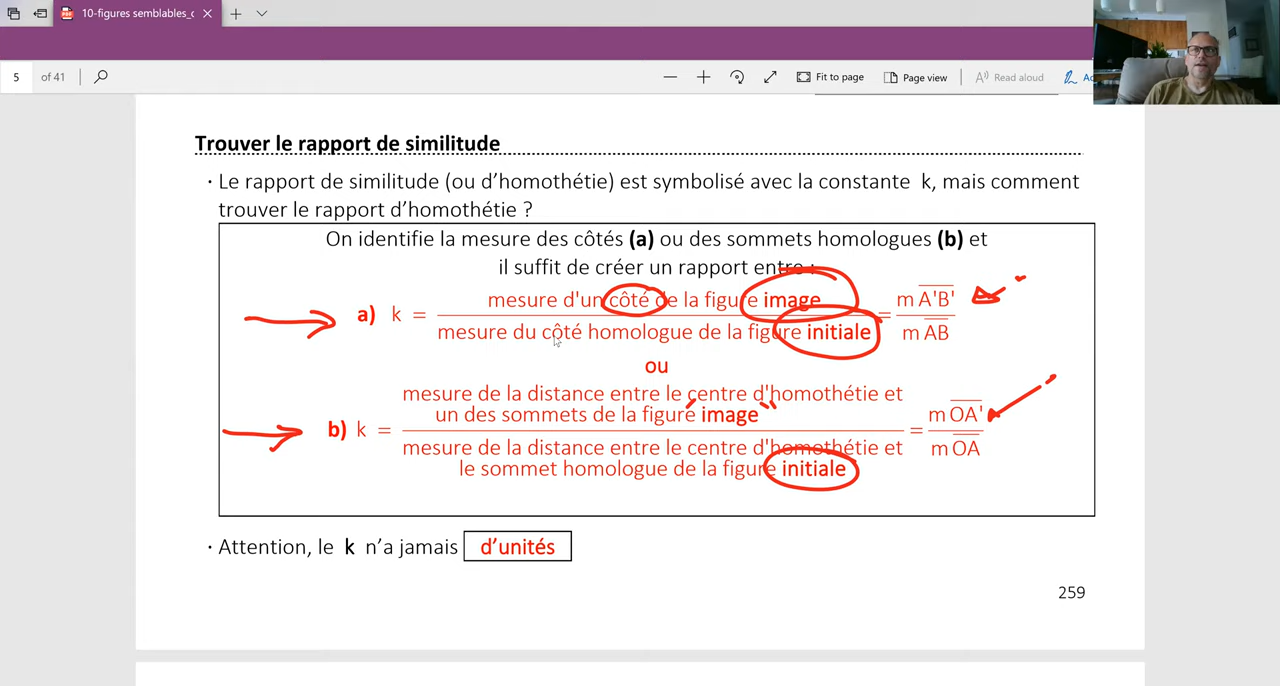 10-figures semblables_c
5 of 41
Fit to page
Page view
Read aloud
Trouver le rapport de similitude
· Le rapport de similitude (ou d'homothétie) est symbolisé avec la constante k, mais comment
trouver le rapport d'homothétie ?
On identifie la mesure des côtés (a) ou des sommets homologues (b) et
il suffit de créer un rapport entre :
mesure d'un côté de la figure image
a) k = = m A'B'
mesure du côté homologue de la figure initiale
m AB
ou
mesure de la distance entre le centre d'homothétie et
un des sommets de la figure image
b) k = = m OA'
mesure de la distance entre le centre d'homothétie et
m OA
le sommet homologue de la figure initiale
· Attention, le k n'a jamais d'unités
259